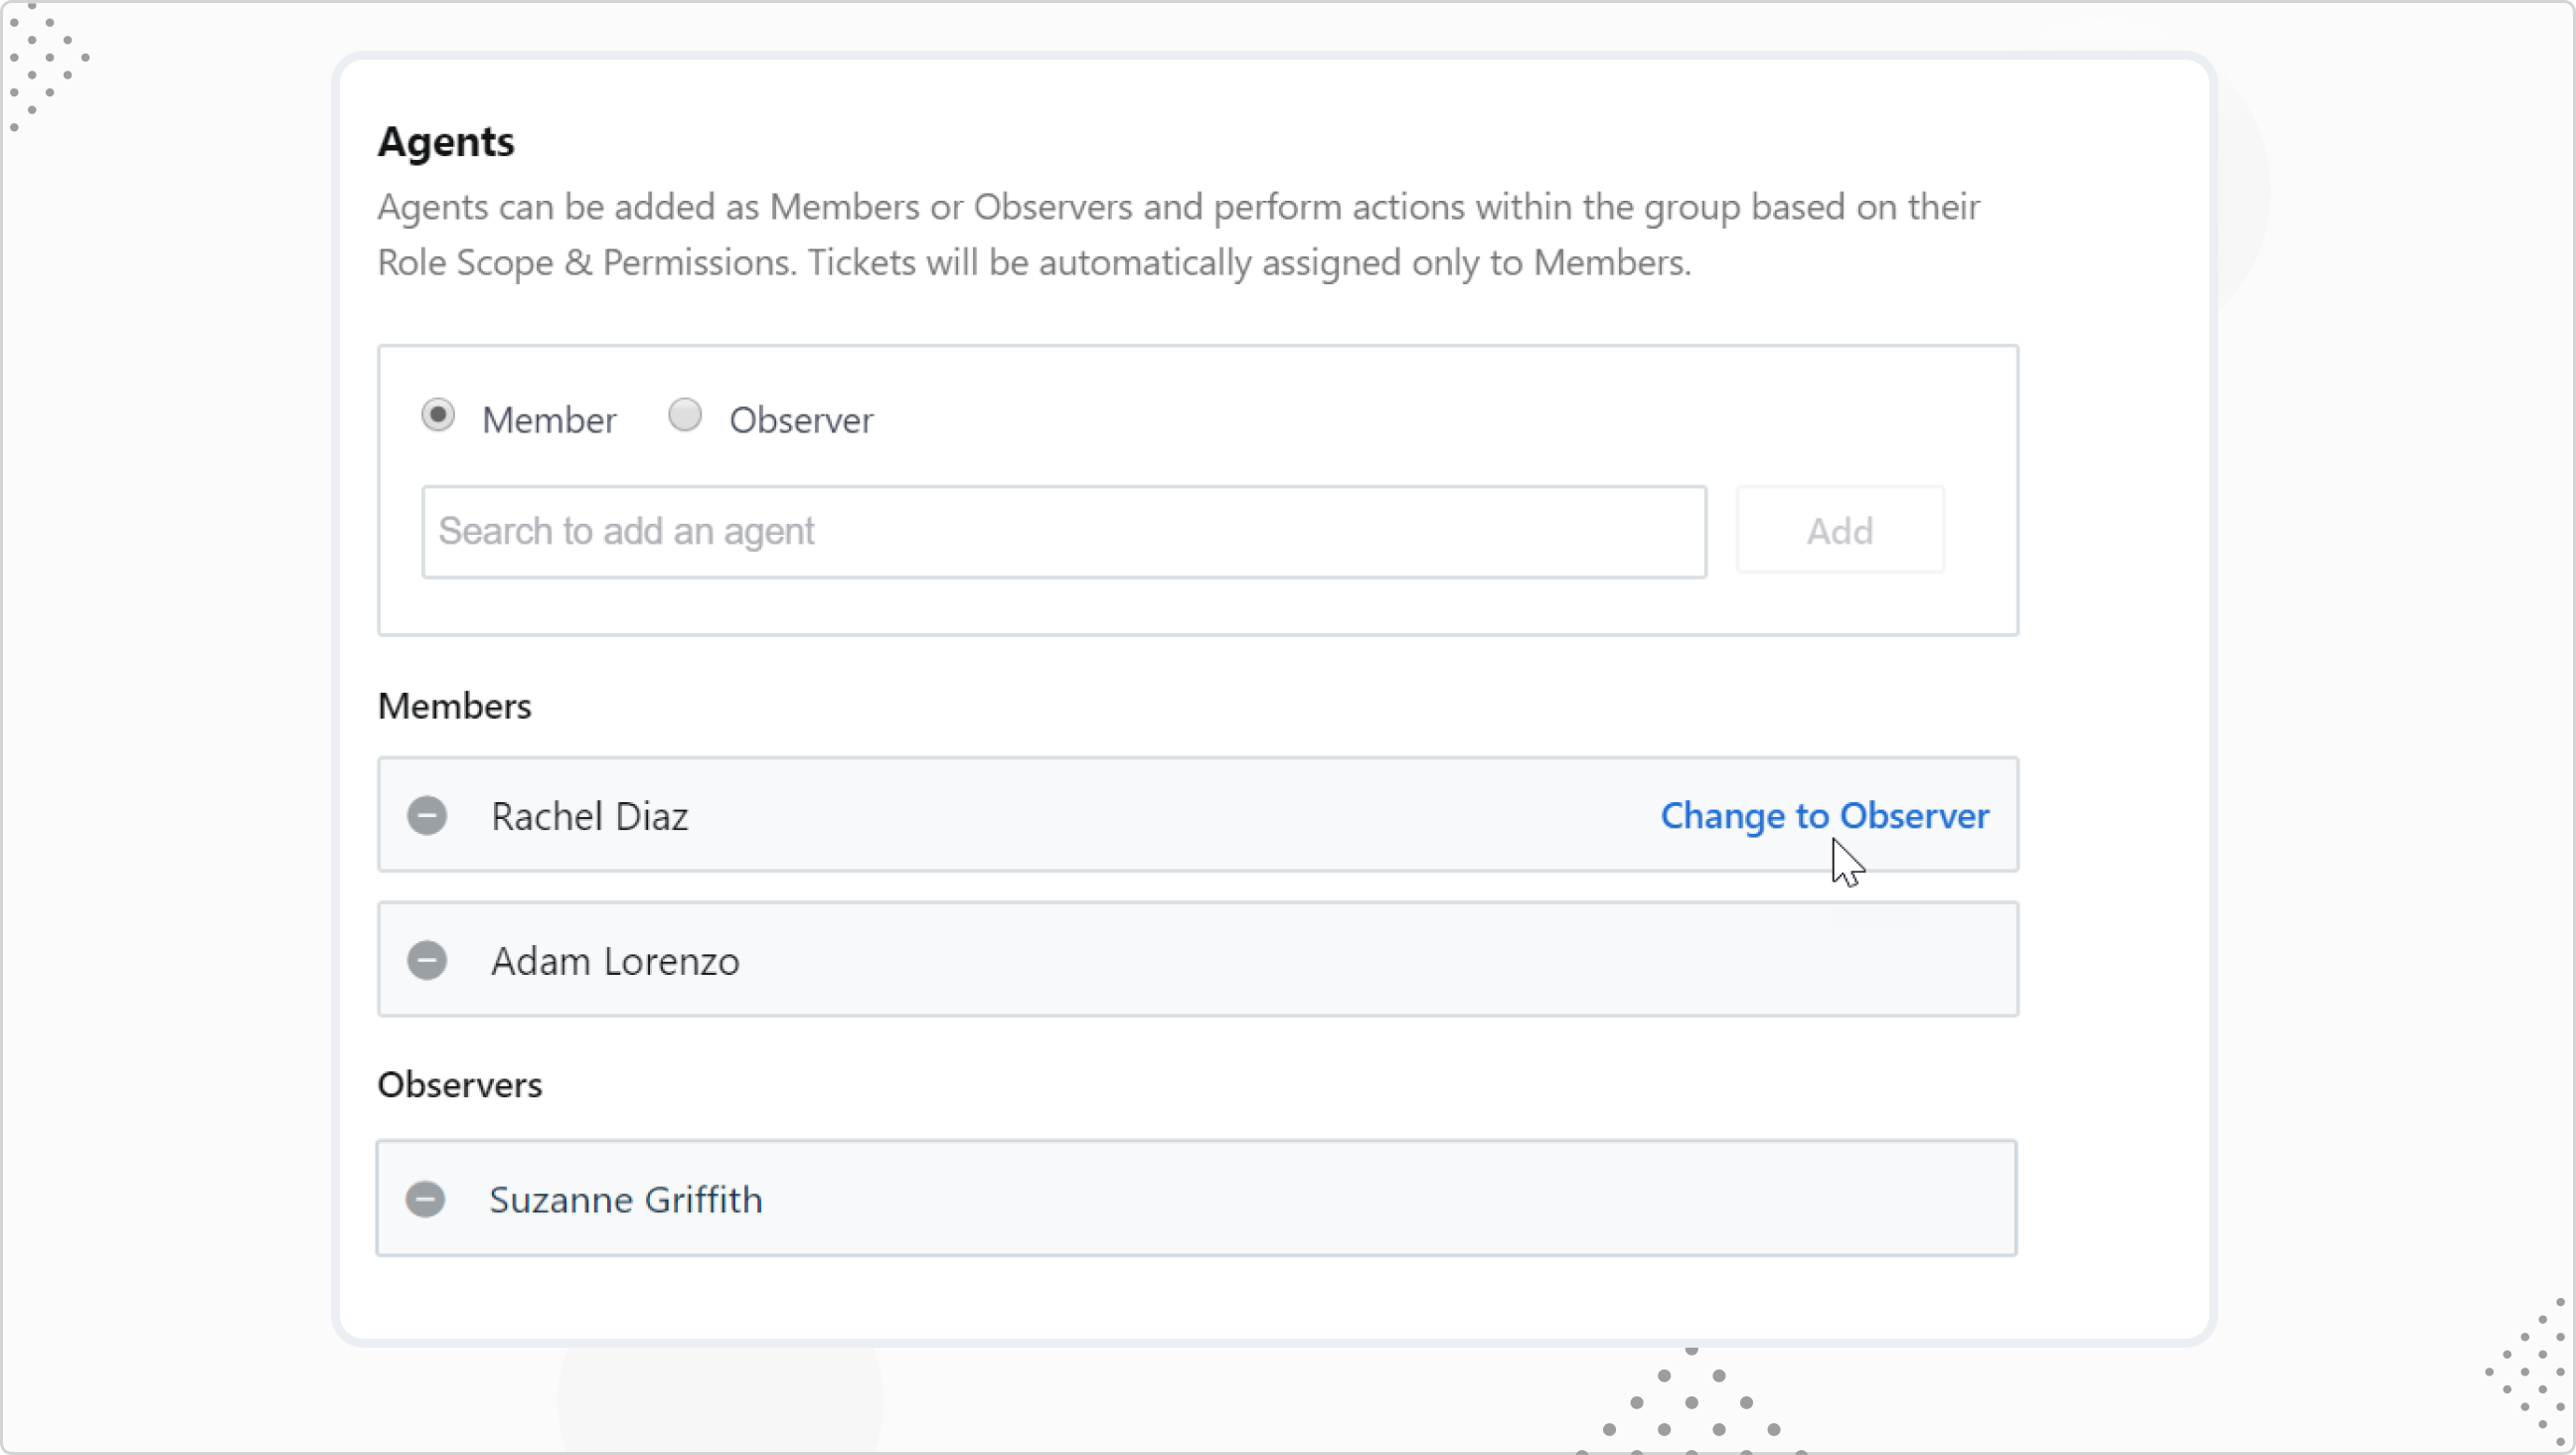 Agents
Agents can be added as Members or Observers and perform actions within the group based on their
Role Scope & Permissions. Tickets will be automatically assigned only to Members.
Member Observer
Search to add an agent Add
Members
Rachel Diaz Change to Observer
Adam Lorenzo
Observers
Suzanne Griffith